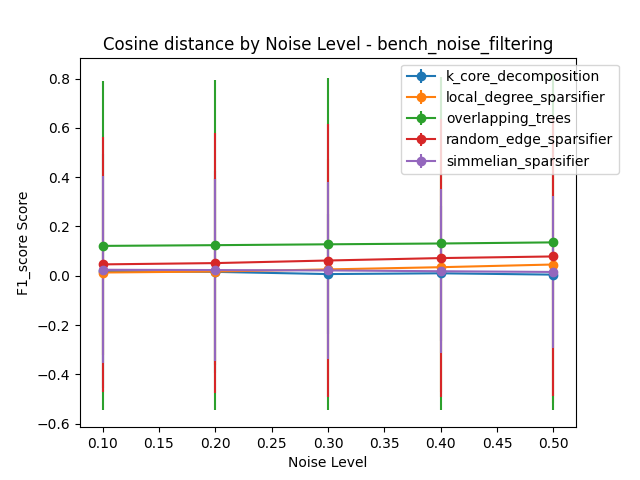 Cosine distance by Noise Level - bench_noise_filtering
k_core_decomposition
local_degree_sparsifier
overlapping_trees
random_edge_sparsifier
simmelian_sparsifier
F1_score Score
0.8
0.6
0.4
0.2
0.0
−0.2
−0.4
−0.6
0.10 0.15 0.20 0.25 0.30 0.35 0.40 0.45 0.50
Noise Level